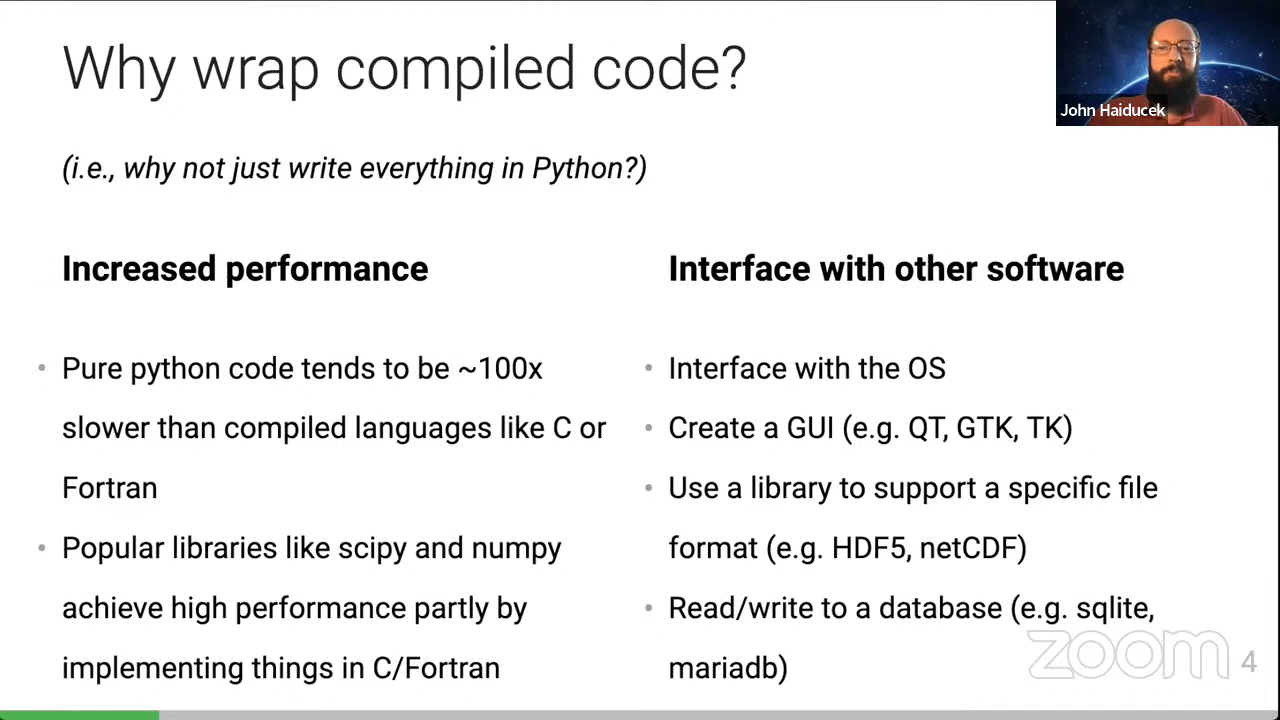 Why wrap compiled code?
John Haiducek
(i.e., why not just write everything in Python?)
Increased performance
• Pure python code tends to be ~100x
slower than compiled languages like C or
Fortran
• Popular libraries like scipy and numpy
achieve high performance partly by
implementing things in C/Fortran
Interface with other software
• Interface with the OS
• Create a GUI (e.g. QT, GTK, TK)
• Use a library to support a specific file
format (e.g. HDF5, netCDF)
• Read/write to a database (e.g. sqlite,
mariadb)
zoom
4